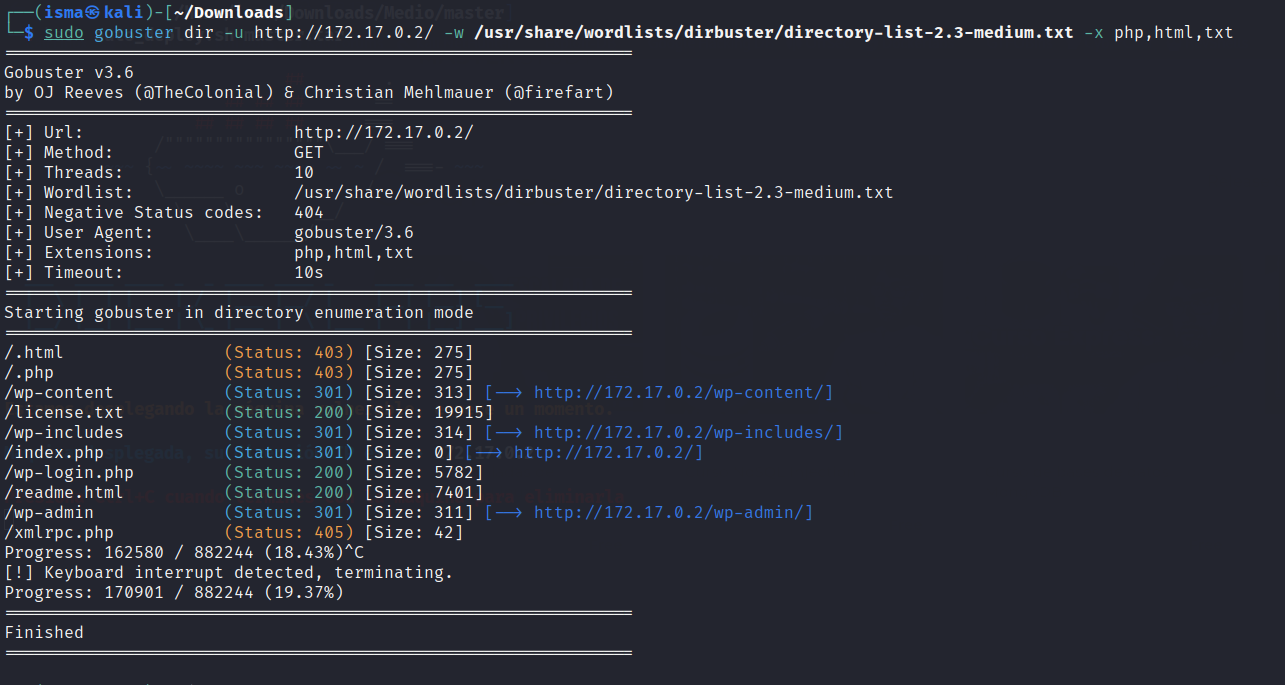 ┌──(isma㉿kali)-[~/Downloads]
└─$ sudo gobuster dir -u http://172.17.0.2/ -w /usr/share/wordlists/dirbuster/directory-list-2.3-medium.txt -x php,html,txt
===============================================================
Gobuster v3.6
by OJ Reeves (@TheColonial) & Christian Mehlmauer (@firefart)
===============================================================
[+] Url:                     http://172.17.0.2/
[+] Method:                  GET
[+] Threads:                 10
[+] Wordlist:                /usr/share/wordlists/dirbuster/directory-list-2.3-medium.txt
[+] Negative Status codes:   404
[+] User Agent:              gobuster/3.6
[+] Extensions:              php,html,txt
[+] Timeout:                 10s
===============================================================
Starting gobuster in directory enumeration mode
===============================================================
/.html                (Status: 403) [Size: 275]
/.php                 (Status: 403) [Size: 275]
/wp-content           (Status: 301) [Size: 313] [--> http://172.17.0.2/wp-content/]
/license.txt          (Status: 200) [Size: 19915]
/wp-includes          (Status: 301) [Size: 314] [--> http://172.17.0.2/wp-includes/]
/index.php            (Status: 301) [Size: 0] [--> http://172.17.0.2/]
/wp-login.php         (Status: 200) [Size: 5782]
/readme.html          (Status: 200) [Size: 7401]
/wp-admin             (Status: 301) [Size: 311] [--> http://172.17.0.2/wp-admin/]
/xmlrpc.php           (Status: 405) [Size: 42]
Progress: 162580 / 882244 (18.43%)^C
[!] Keyboard interrupt detected, terminating.
Progress: 170901 / 882244 (19.37%)
===============================================================
Finished
===============================================================